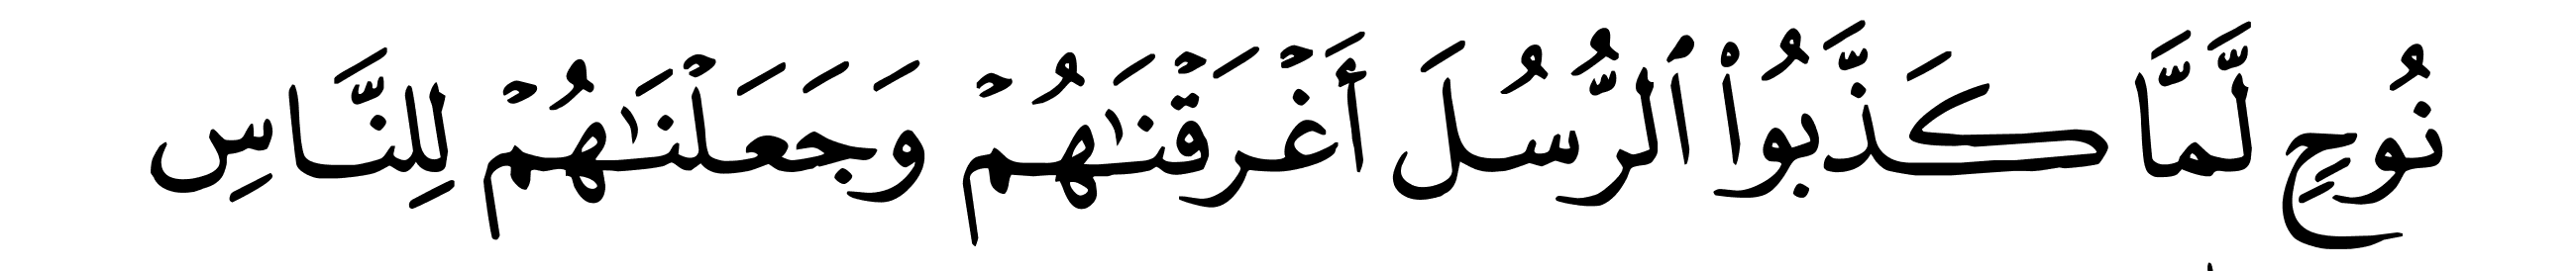 نُوحٍ لَّمَّا كَذَّبُوا۟ ٱلرُّسُلَ أَغْرَقْنَـٰهُمْ وَجَعَلْنَـٰهُمْ لِلنَّاسِ